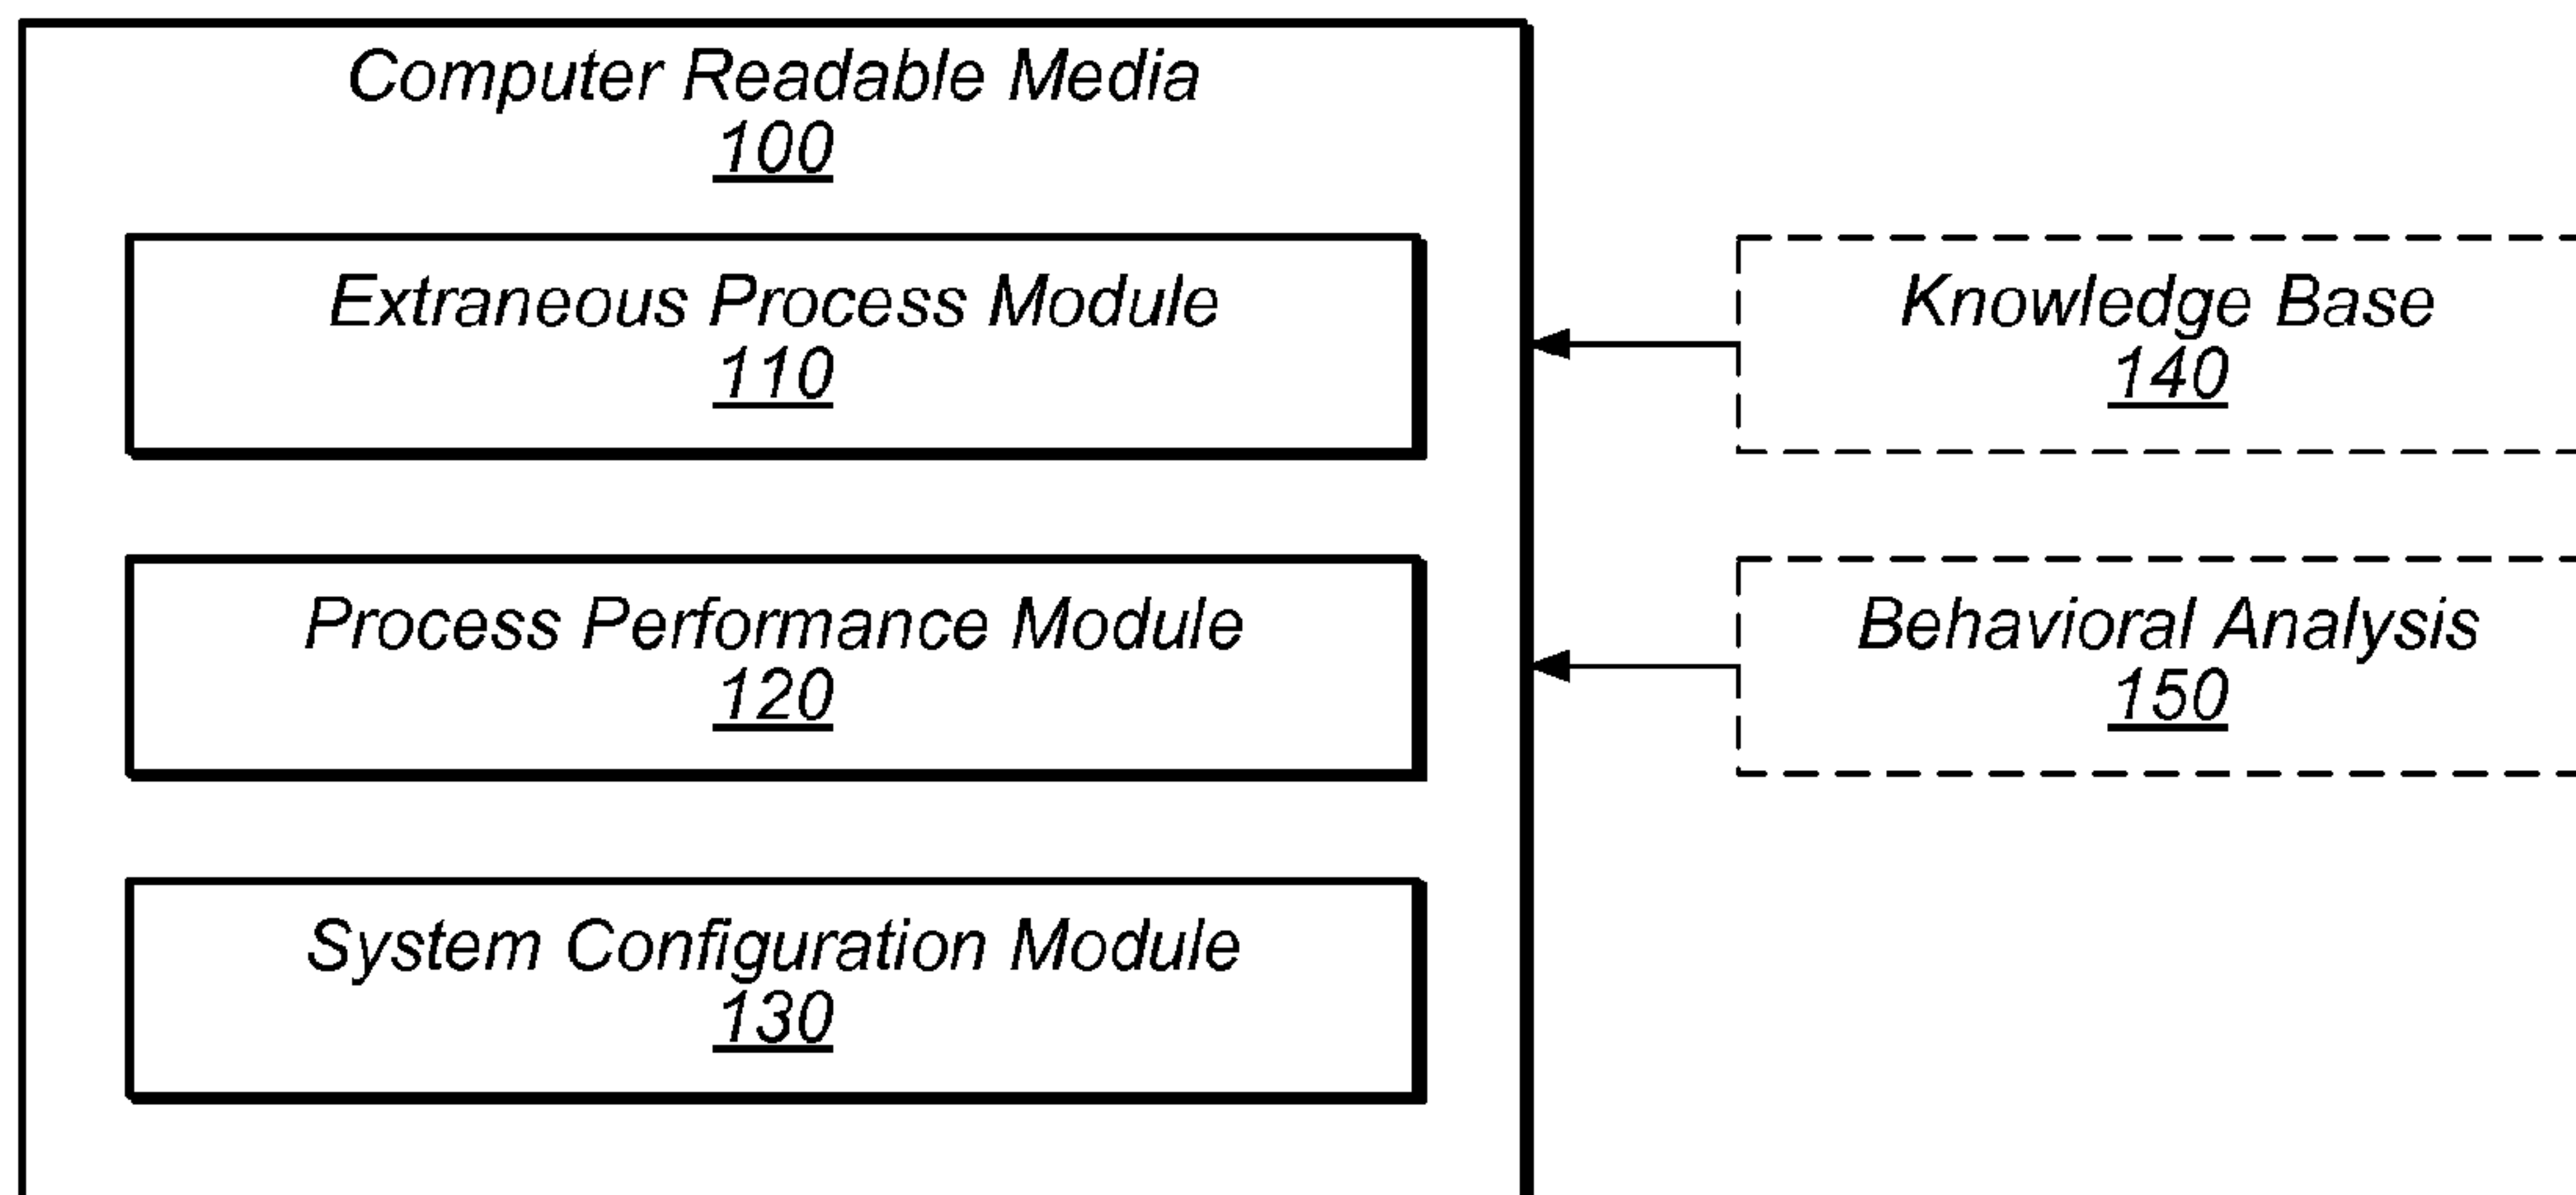 Computer Readable Media
100
Extraneous Process Module
110
Knowledge Base
140
Process Performance Module
120
Behavioral Analysis
150
System Configuration Module
130